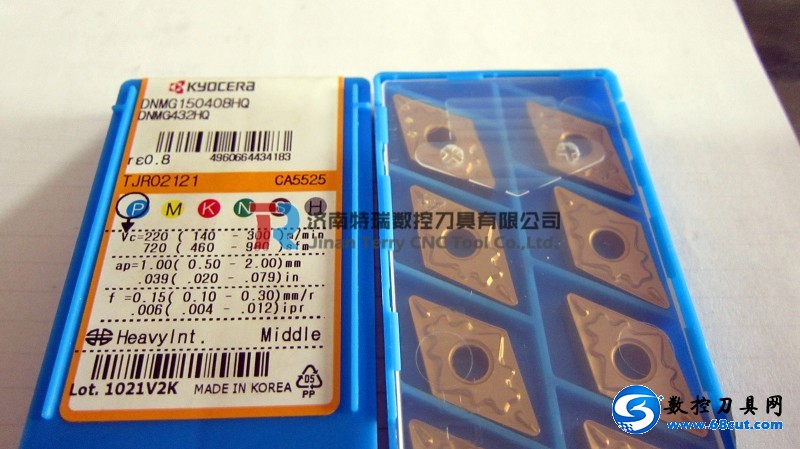 KYOCERA
DNMG150408HQ
DNMG432HQ
rε0.8
4960664434183
TJR02121 CA5525
P M K N S H
Vc=220 ( 140 - 300)m/min
720 ( 460 - 980)
ap=1.00( 0.50 - 2.00)mm
.039( .020 - .079)in
f =0.15( 0.10 - 0.30)mm/r
.006( .004 - .012)ipr
HeavyInt. Middle
Lot. 1021V2K MADE IN KOREA
05
PP
TR
济南特瑞数控刀具有限公司
Jinan Terry CNC Tool Co.,Ltd.
S
数控刀具网
www.68cut.com